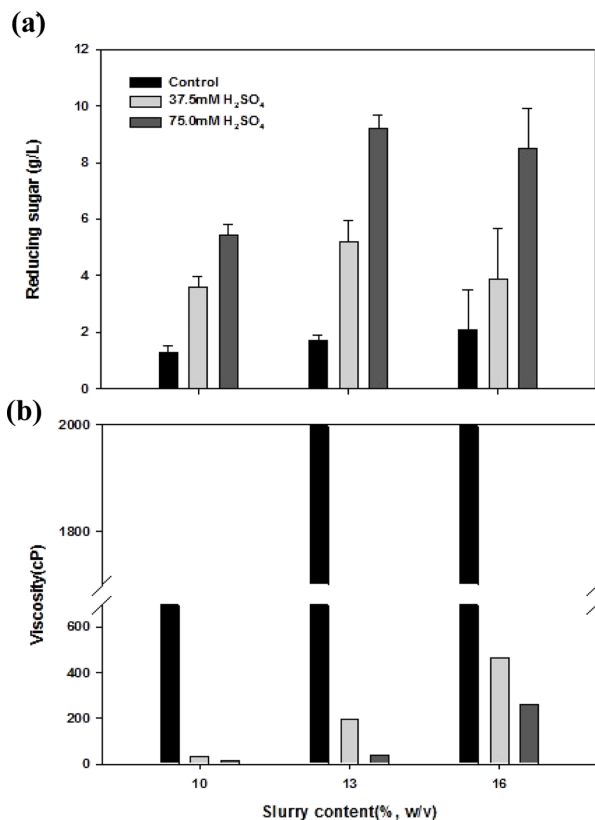 (a)
12
10
8
6
4
2
0
Reducing sugar (g/L)
Control
37.5mM H₂SO₄
75.0mM H₂SO₄
(b)
2000
1800
600
400
200
0
Viscosity(cP)
10 13 16
Slurry content(%, w/v)